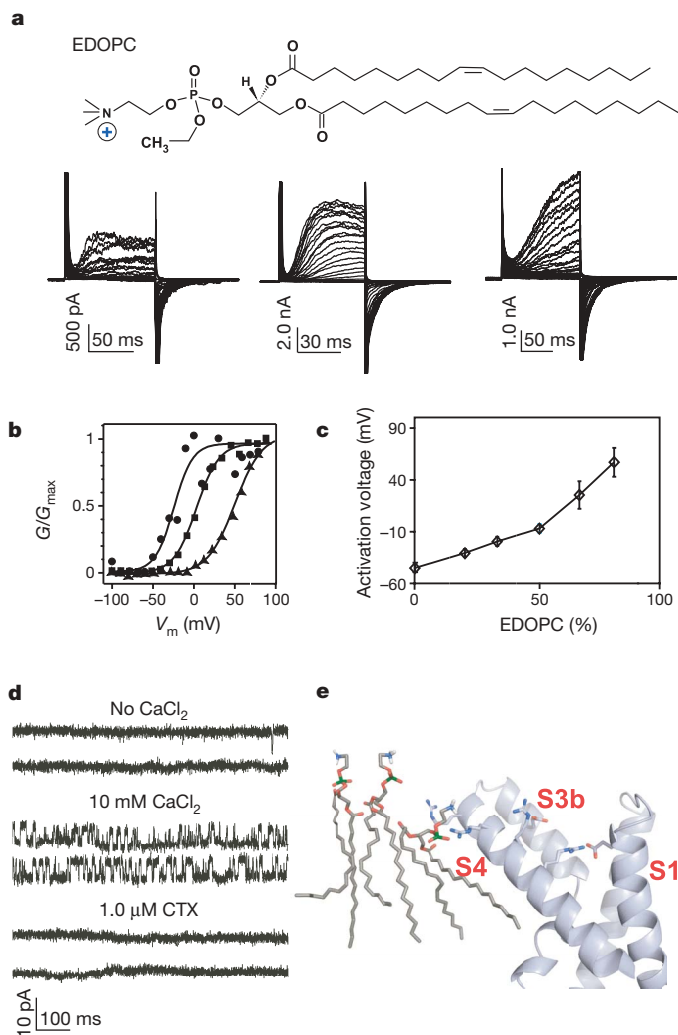 a
EDOPC
O
O
H
O
N
O
P
O
O
O
O
CH3
500 pA
50 ms
2.0 nA
30 ms
1.0 nA
50 ms
b
G/Gmax
1
0.5
0
−100 −50 0 50 100
Vm (mV)
c
Activation voltage (mV)
90
40
−10
−60
0 50 100
EDOPC (%)
d
No CaCl2
10 mM CaCl2
1.0 μM CTX
10 pA
100 ms
e
S3b
S4
S1